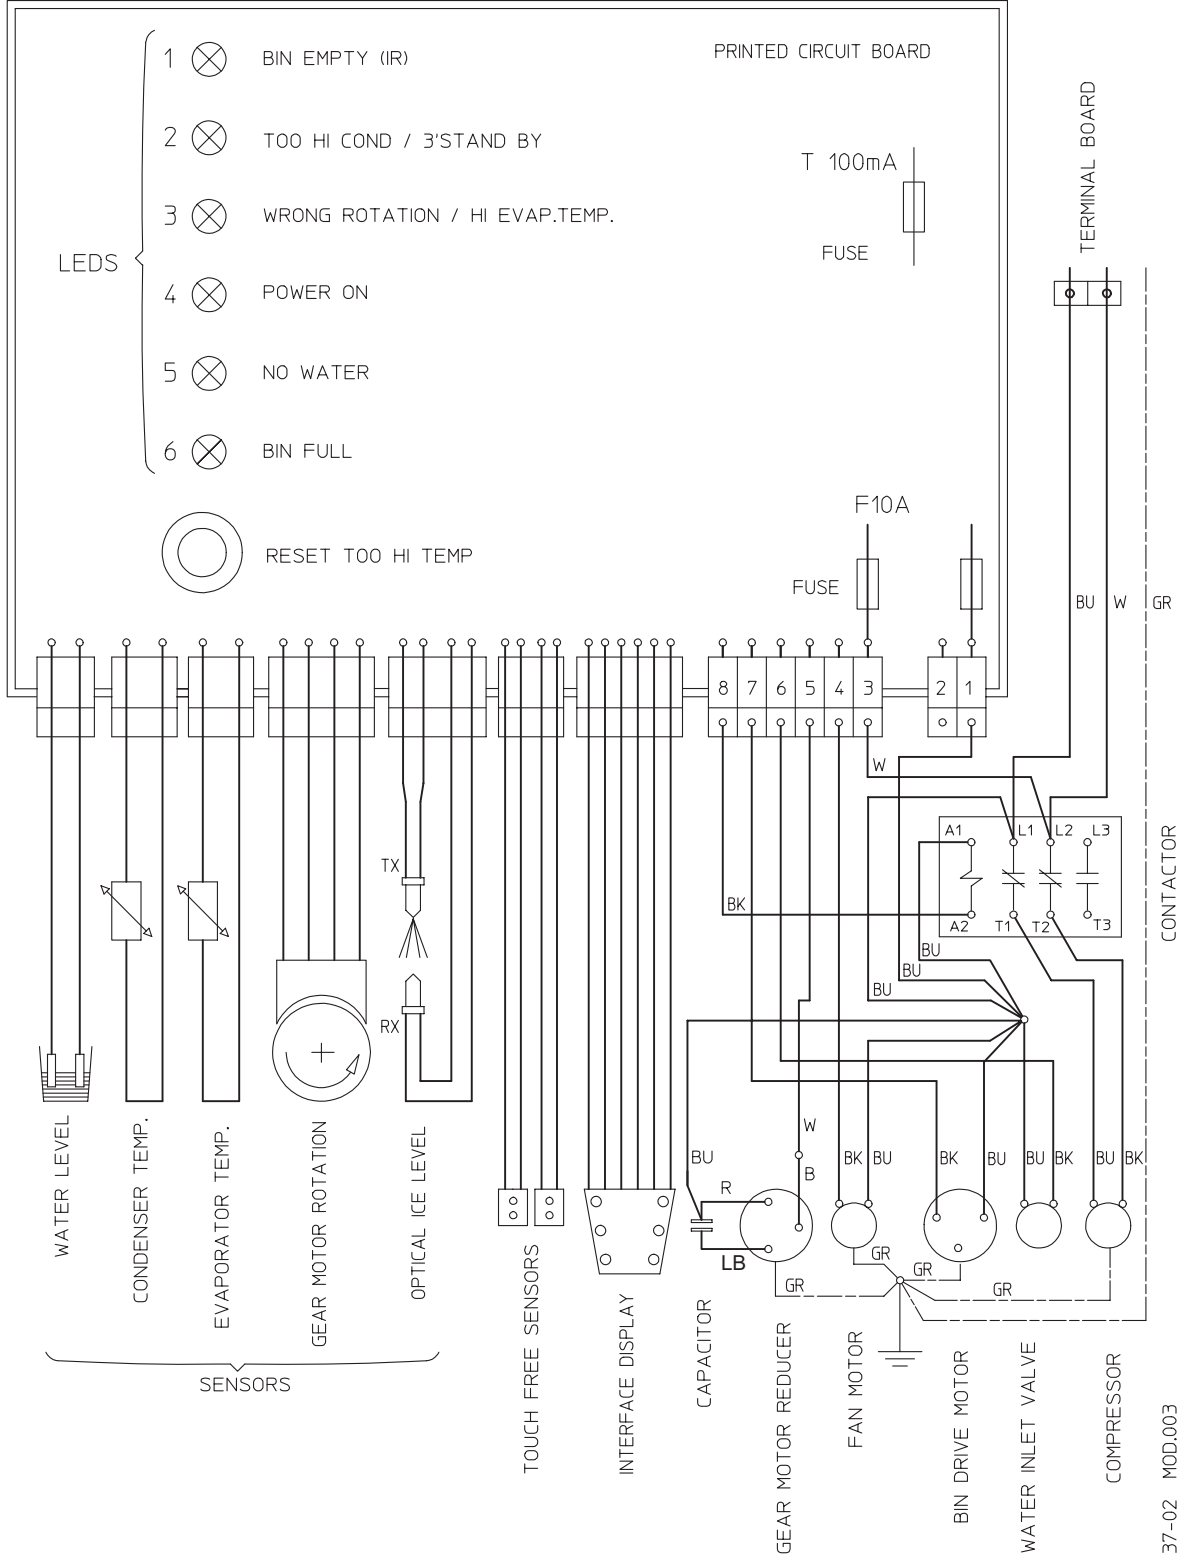 1 BIN EMPTY (IR)
PRINTED CIRCUIT BOARD
2 TOO HI COND / 3'STAND BY
T 100mA
FUSE
3 WRONG ROTATION / HI EVAP.TEMP.
LEDS
4 POWER ON
5 NO WATER
6 BIN FULL
RESET TOO HI TEMP
F10A
FUSE
TERMINAL BOARD
BU W GR
8 7 6 5 4 3 2 1
W
A1 L1 L2 L3
A2 T1 T2 T3
CONTACTOR
BK
BU
BU
BU
TX
RX
W
B
BU
R
LB
BK BU
BK BU
BU BK
BU BK
GR
GR
GR
GR
WATER LEVEL
CONDENSER TEMP.
EVAPORATOR TEMP.
GEAR MOTOR ROTATION
OPTICAL ICE LEVEL
SENSORS
TOUCH FREE SENSORS
INTERFACE DISPLAY
CAPACITOR
GEAR MOTOR REDUCER
FAN MOTOR
BIN DRIVE MOTOR
WATER INLET VALVE
COMPRESSOR
37-02 MOD.003